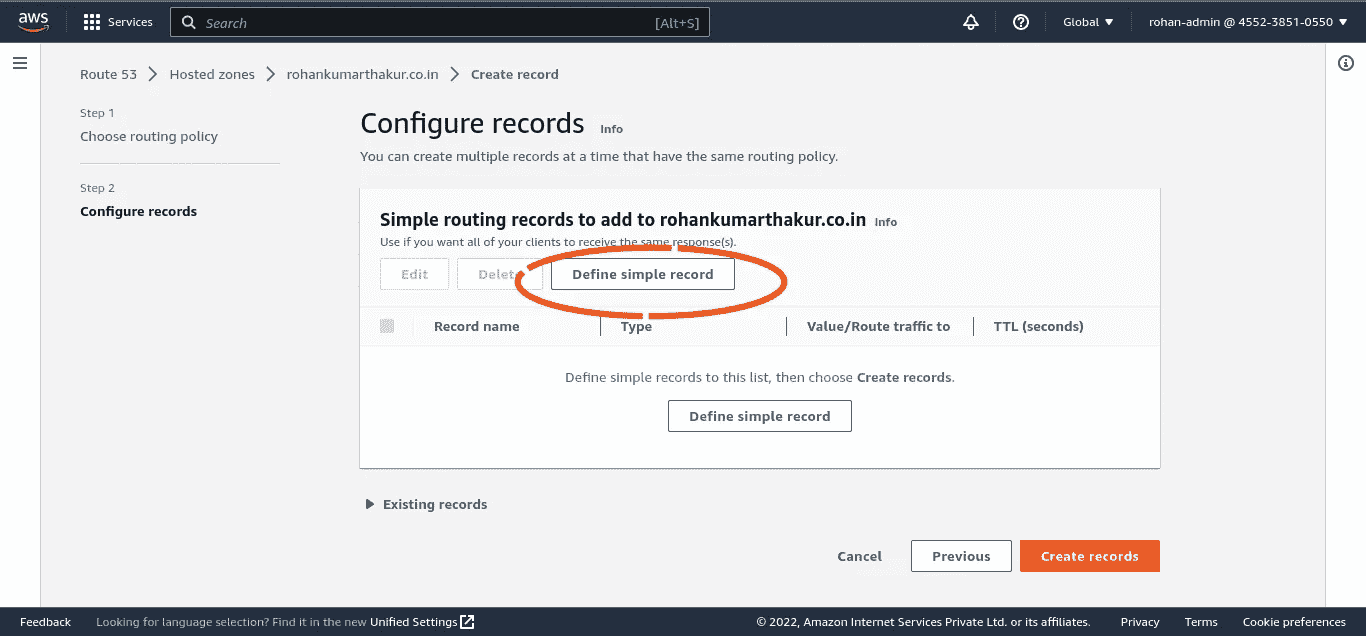 aws Services Search [Alt+S] Global rohan-admin @ 4552-3851-0550
Route 53 Hosted zones rohankumarthakur.co.in Create record
Step 1
Choose routing policy
Step 2
Configure records
Configure records Info
You can create multiple records at a time that have the same routing policy.
Simple routing records to add to rohankumarthakur.co.in Info
Use if you want all of your clients to receive the same response(s).
Edit Delete Define simple record
Record name Type Value/Route traffic to TTL (seconds)
Define simple records to this list, then choose Create records.
Define simple record
Existing records
Cancel Previous Create records
Feedback Looking for language selection? Find it in the new Unified Settings © 2022, Amazon Internet Services Private Ltd. or its affiliates. Privacy Terms Cookie preferences